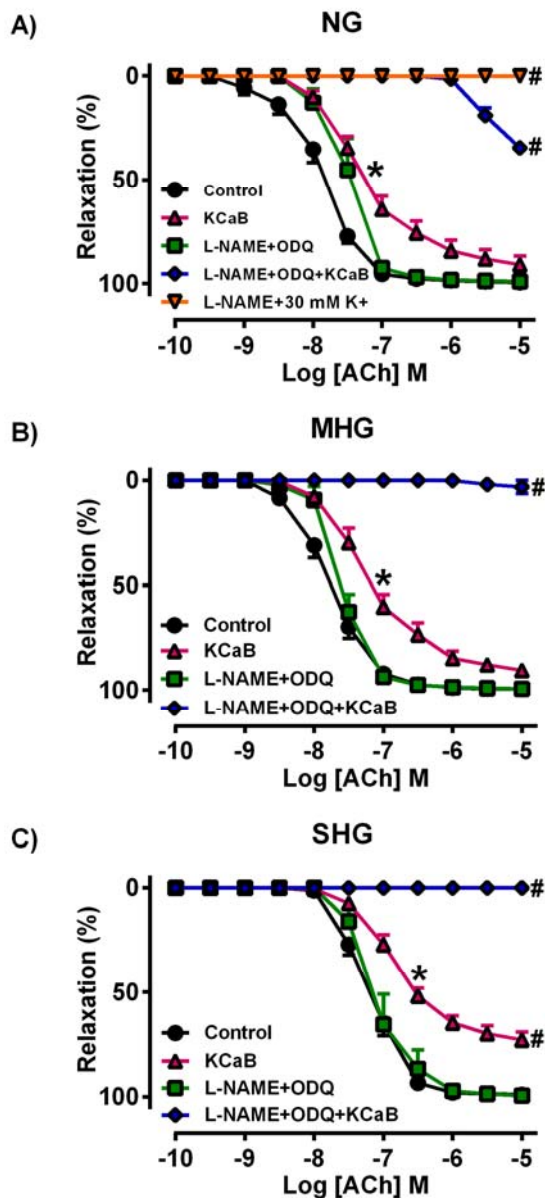 A)
NG
0
50
100
Relaxation (%)
Control
KCaB
L-NAME+ODQ
L-NAME+ODQ+KCaB
L-NAME+30 mM K+
*
#
#
-10 -9 -8 -7 -6 -5
Log [ACh] M
B)
MHG
0
50
100
Relaxation (%)
Control
KCaB
L-NAME+ODQ
L-NAME+ODQ+KCaB
*
#
-10 -9 -8 -7 -6 -5
Log [ACh] M
C)
SHG
0
50
100
Relaxation (%)
Control
KCaB
L-NAME+ODQ
L-NAME+ODQ+KCaB
*
#
#
-10 -9 -8 -7 -6 -5
Log [ACh] M